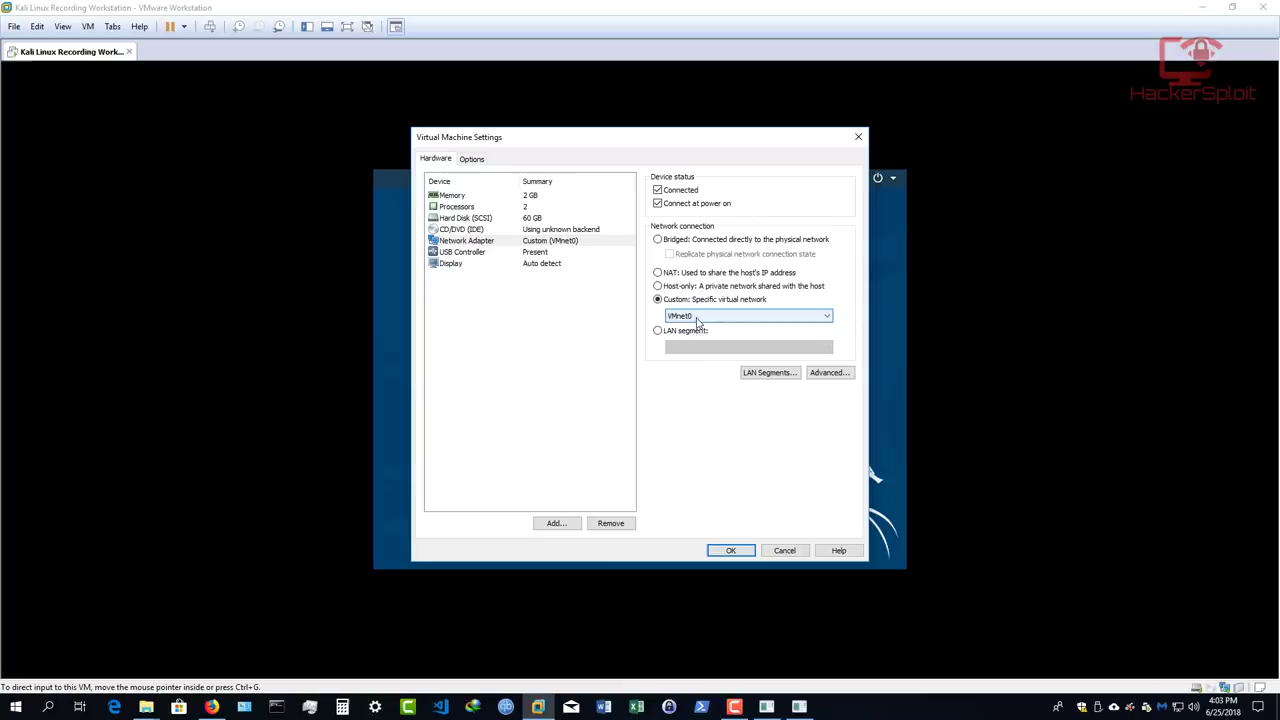 Kali Linux Recording Workstation - VMware Workstation
File Edit View VM Tabs Help
Kali Linux Recording Work...
HackerSploit
Virtual Machine Settings
Hardware Options
Device Summary
Memory 2 GB
Processors 2
Hard Disk (SCSI) 60 GB
CD/DVD (IDE) Using unknown backend
Network Adapter Custom (VMnet0)
USB Controller Present
Display Auto detect
Add... Remove
Device status
Connected
Connect at power on
Network connection
Bridged: Connected directly to the physical network
Replicate physical network connection state
NAT: Used to share the host's IP address
Host-only: A private network shared with the host
Custom: Specific virtual network
VMnet0
LAN segment:
LAN Segments... Advanced...
OK Cancel Help
To direct input to this VM, move the mouse pointer inside or press Ctrl+G.
4:03 PM
6/25/2018